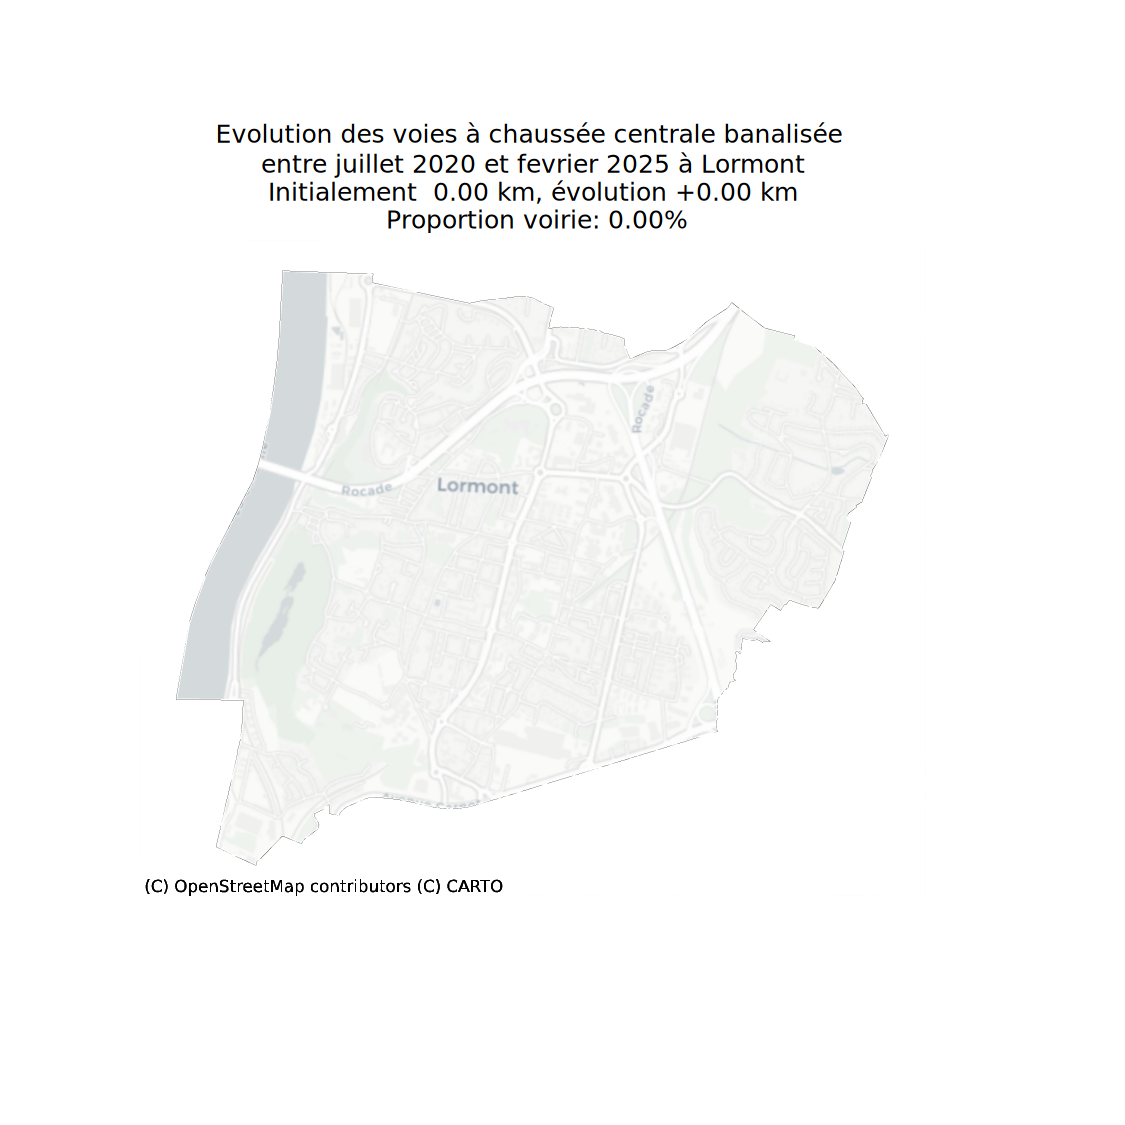 Evolution des voies à chaussée centrale banalisée
entre juillet 2020 et fevrier 2025 à Lormont
Initialement  0.00 km, évolution +0.00 km
Proportion voirie: 0.00%
Rocade
Rocade
Lormont
(C) OpenStreetMap contributors (C) CARTO